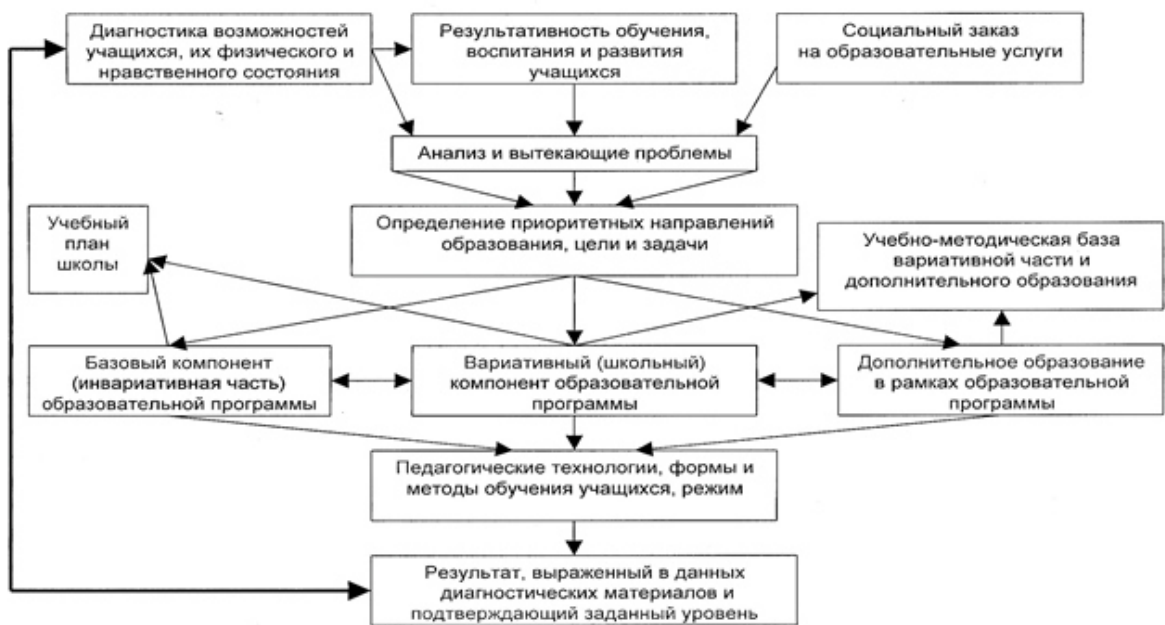 Диагностика возможностей
учащихся, их физического и
нравственного состояния
Результативность обучения,
воспитания и развития
учащихся
Социальный заказ
на образовательные услуги
Анализ и вытекающие проблемы
Учебный
план
школы
Определение приоритетных направлений
образования, цели и задачи
Учебно-методическая база
вариативной части и
дополнительного образования
Базовый компонент
(инвариативная часть)
образовательной программы
Вариативный (школьный)
компонент образовательной
программы
Дополнительное образование
в рамках образовательной
программы
Педагогические технологии, формы и
методы обучения учащихся, режим
Результат, выраженный в данных
диагностических материалов и
подтверждающий заданный уровень